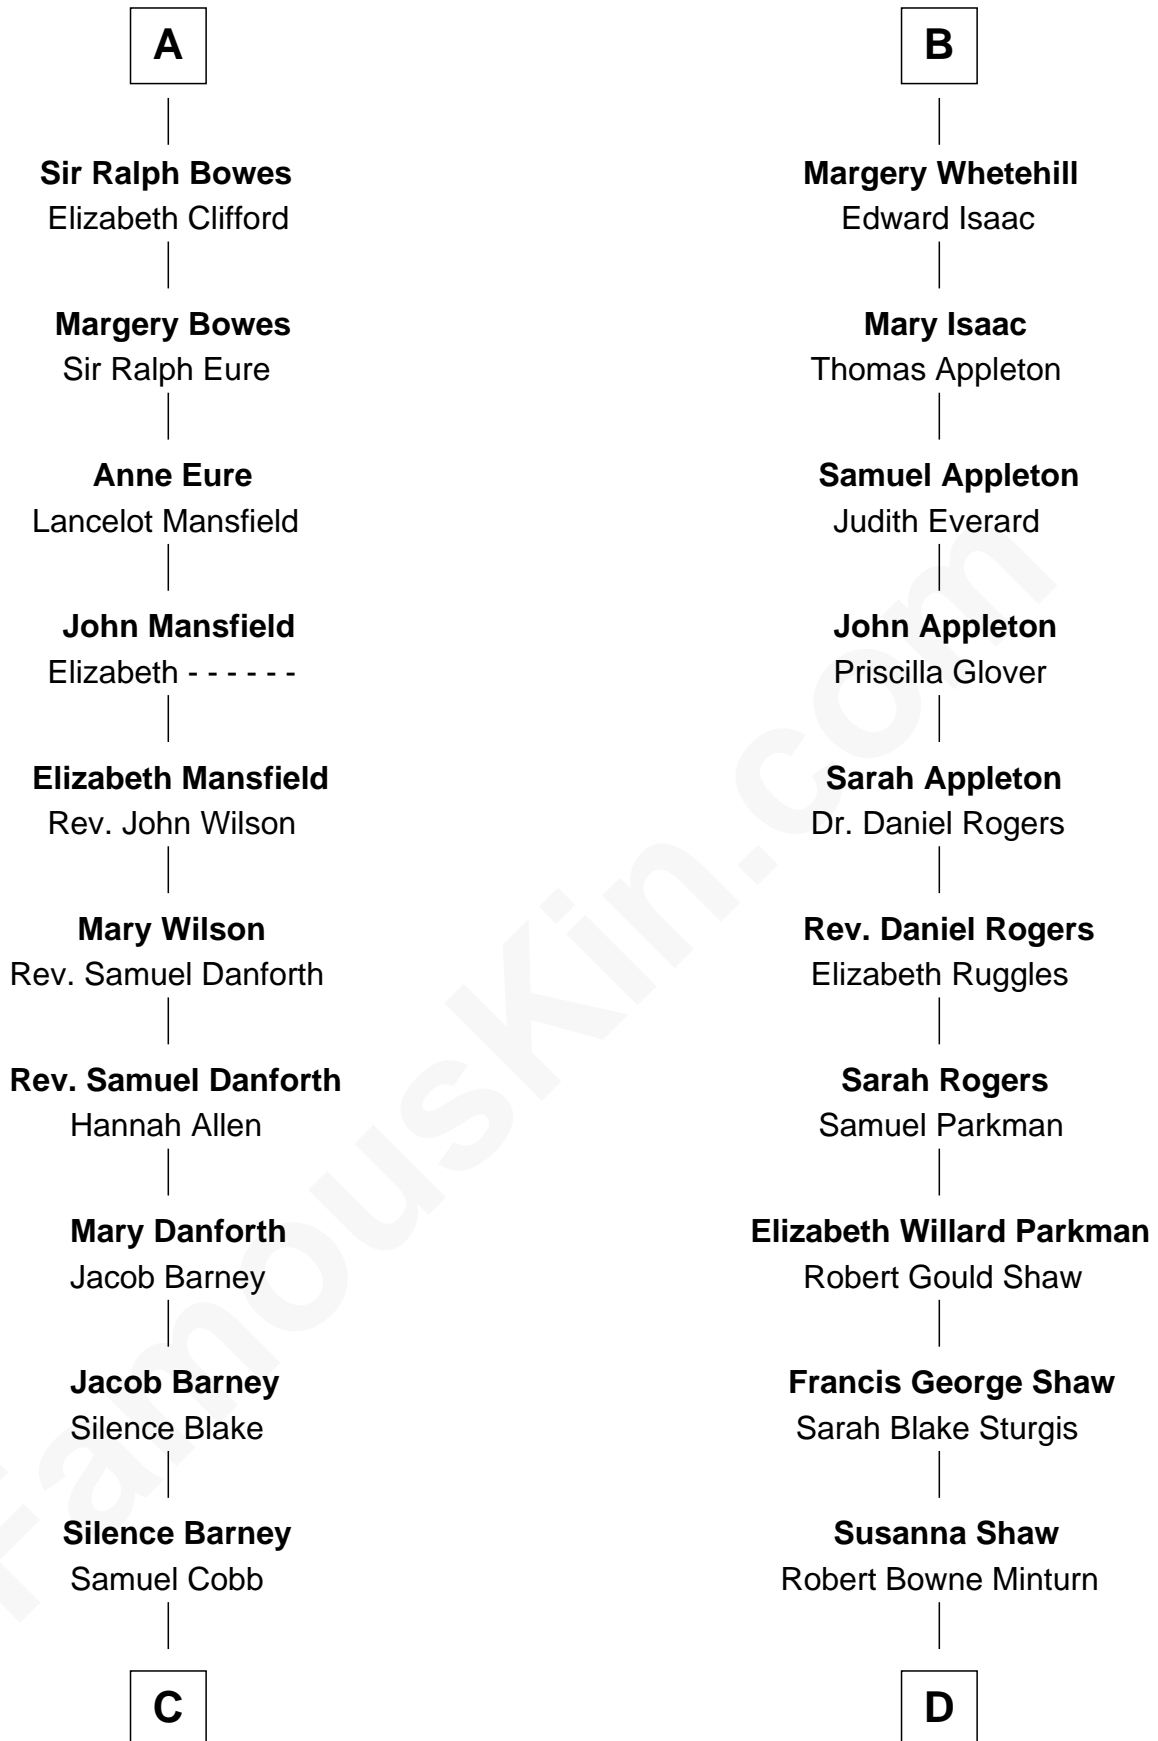 A
Sir Ralph Bowes
Elizabeth Clifford
Margery Bowes
Sir Ralph Eure
Anne Eure
Lancelot Mansfield
John Mansfield
Elizabeth - - - - - -
Elizabeth Mansfield
Rev. John Wilson
Mary Wilson
Rev. Samuel Danforth
Rev. Samuel Danforth
Hannah Allen
Mary Danforth
Jacob Barney
Jacob Barney
Silence Blake
Silence Barney
Samuel Cobb
C
B
Margery Whetehill
Edward Isaac
Mary Isaac
Thomas Appleton
Samuel Appleton
Judith Everard
John Appleton
Priscilla Glover
Sarah Appleton
Dr. Daniel Rogers
Rev. Daniel Rogers
Elizabeth Ruggles
Sarah Rogers
Samuel Parkman
Elizabeth Willard Parkman
Robert Gould Shaw
Francis George Shaw
Sarah Blake Sturgis
Susanna Shaw
Robert Bowne Minturn
D
FamousKin.com